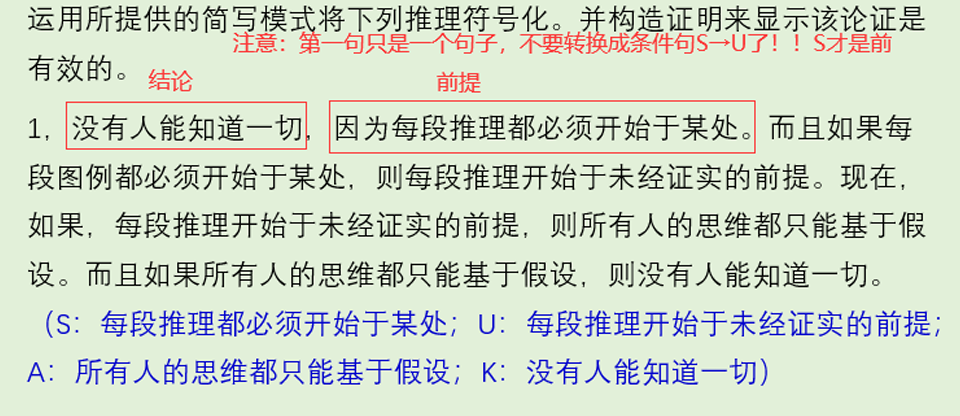 运用所提供的简写模式将下列推理符号化。并构造证明来显示该论证是
注意：第一句只是一个句子，不要转换成条件句S→U了！！S才是前
有效的。
结论
前提
1，没有人能知道一切，因为每段推理都必须开始于某处。而且如果每
段图例都必须开始于某处，则每段推理开始于未经证实的前提。现在，
如果，每段推理开始于未经证实的前提，则所有人的思维都只能基于假
设。而且如果所有人的思维都只能基于假设，则没有人能知道一切。
（S：每段推理都必须开始于某处；U：每段推理开始于未经证实的前提；
A：所有人的思维都只能基于假设；K：没有人能知道一切）